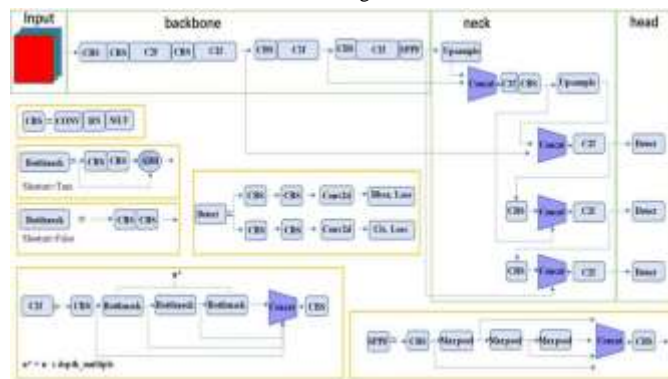 Input
backbone
neck
head
CBS CBS C2f CBS C2f
CBS C2f
CBS C2f SPPF
Upsample
Concat C2f CBS
Upsample
Concat C2f
Detect
CBS = CONV BN
Bottleneck = CBS CBS ADD
Shortcut=True
Bottleneck = CBS CBS
Shortcut=False
Detect =
CBS CBS Conv2d Bbox. Loss
CBS CBS Conv2d Cls. Loss
CBS Concat C2f
Detect
CBS Concat C2f
Detect
C2f = CBS Bottleneck Bottleneck Bottleneck Concat CBS
SPPF = CBS Maxpool Maxpool Maxpool Concat CBS